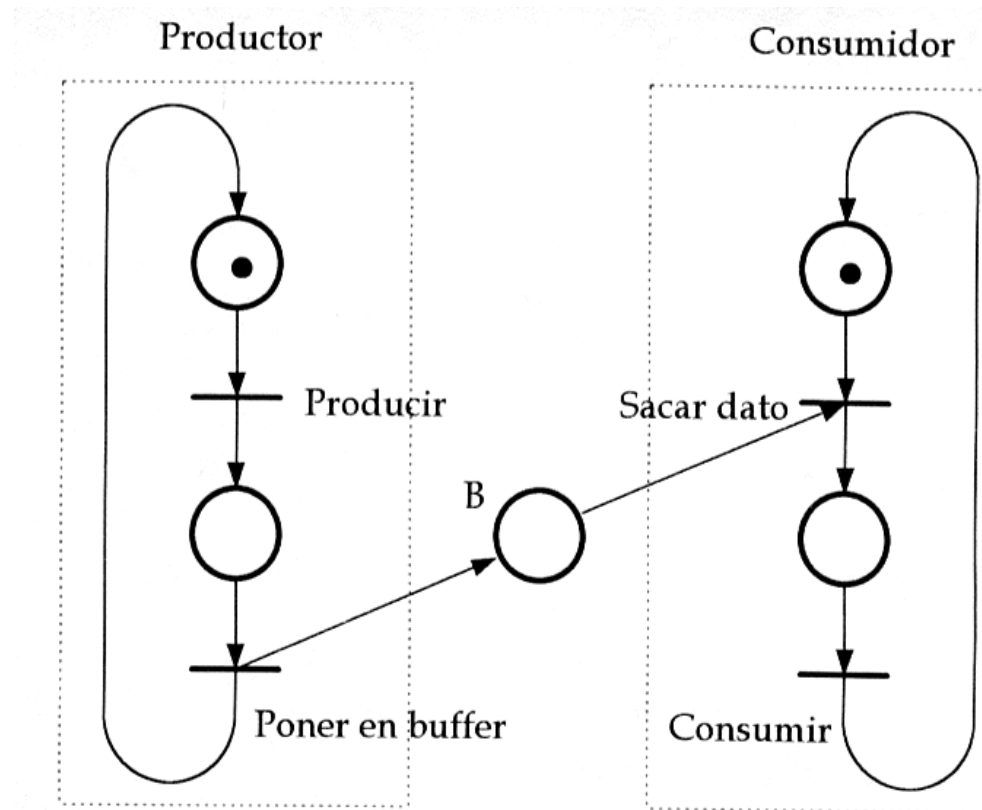 Productor
Consumidor
Producir
Sacar dato
B
Poner en buffer
Consumir